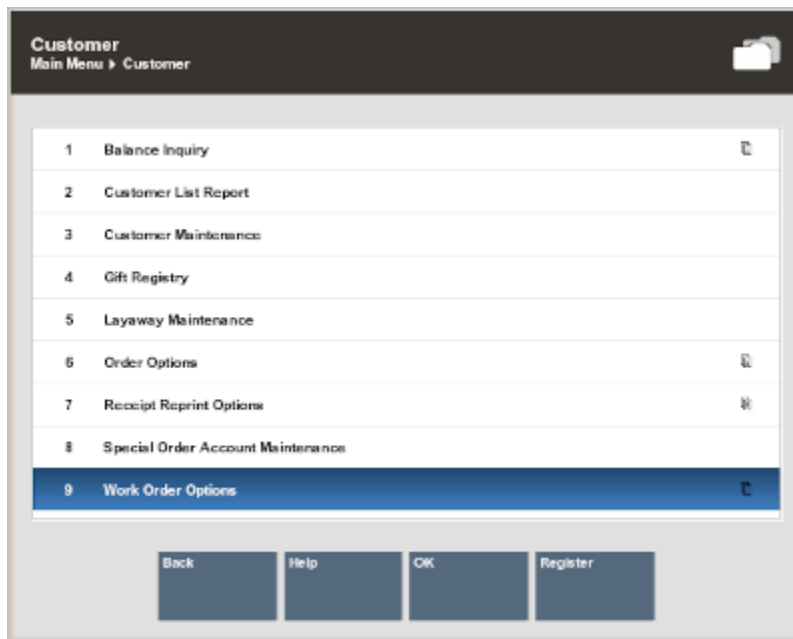 Customer
Main Menu ▸ Customer
1 Balance Inquiry
2 Customer List Report
3 Customer Maintenance
4 Gift Registry
5 Layaway Maintenance
6 Order Options
7 Receipt Reprint Options
8 Special Order Account Maintenance
9 Work Order Options
Back Help OK Register